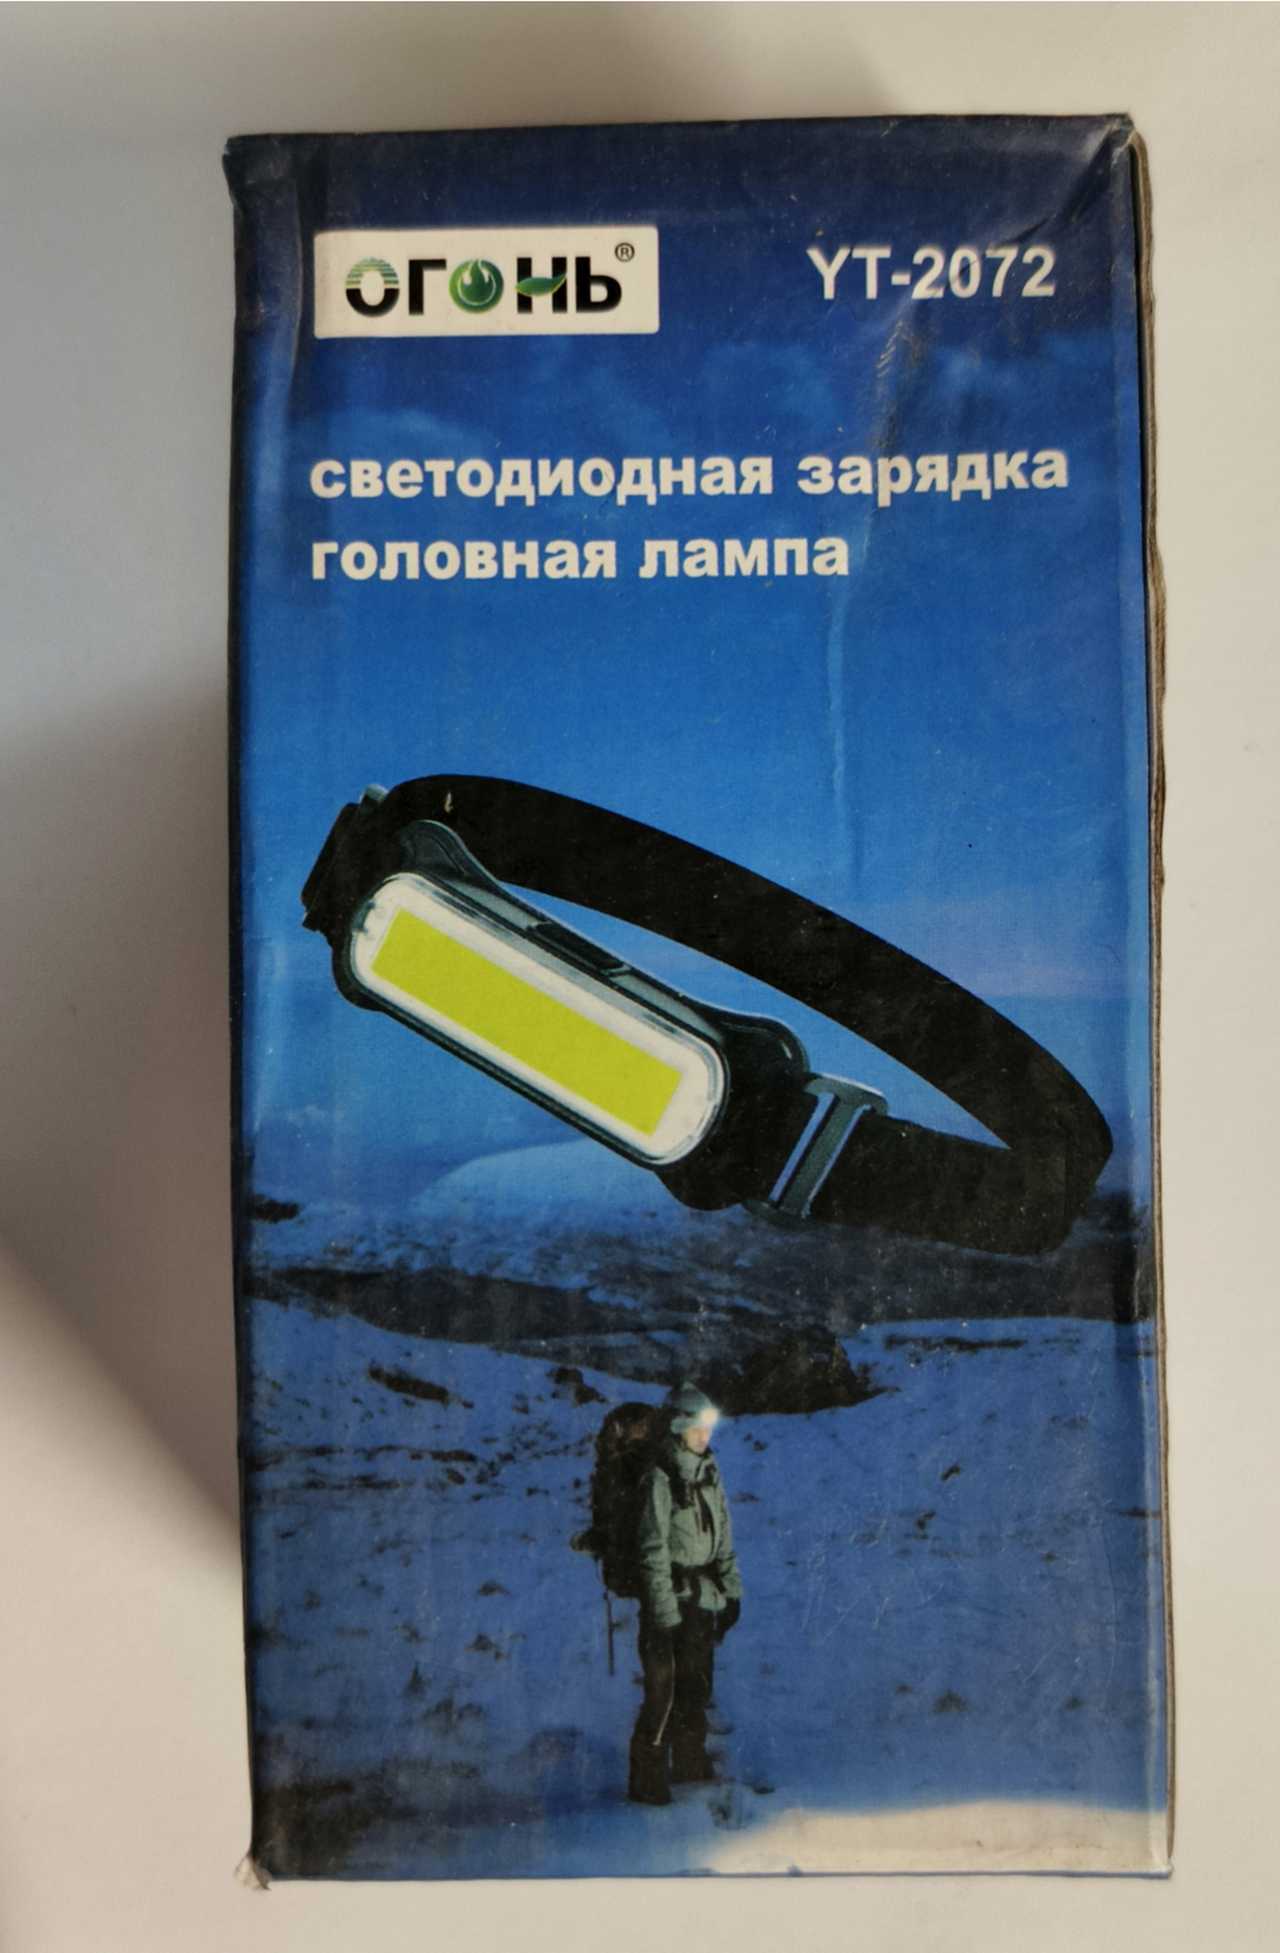 ОГОНЬ®
YT-2072
светодиодная зарядка
головная лампа